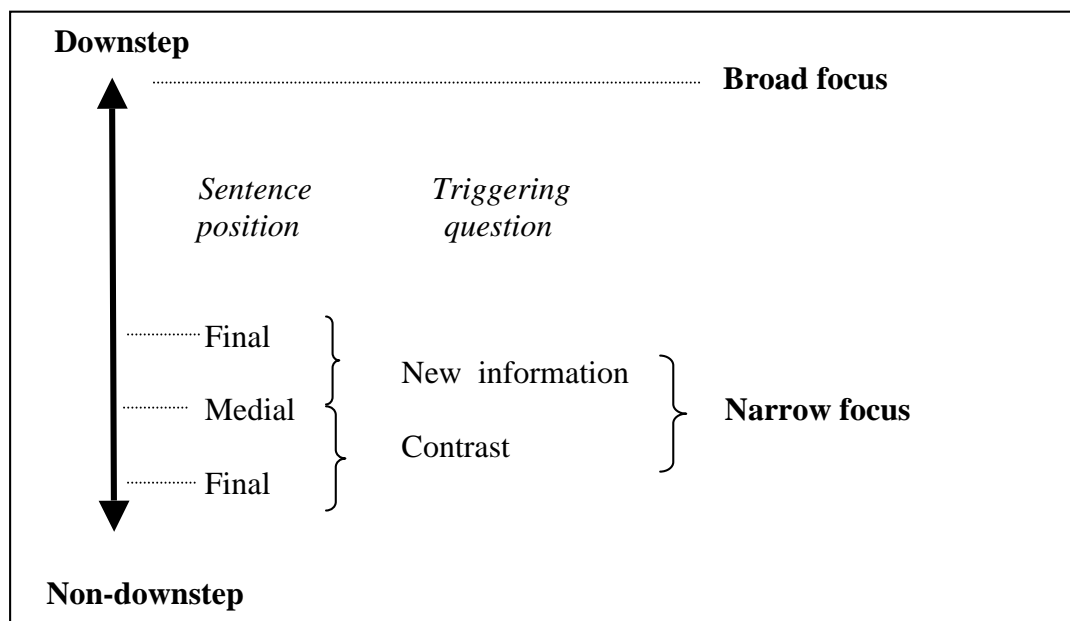 Downstep
Broad focus
Sentence position
Triggering question
Final
New information
Medial
Narrow focus
Contrast
Final
Non-downstep